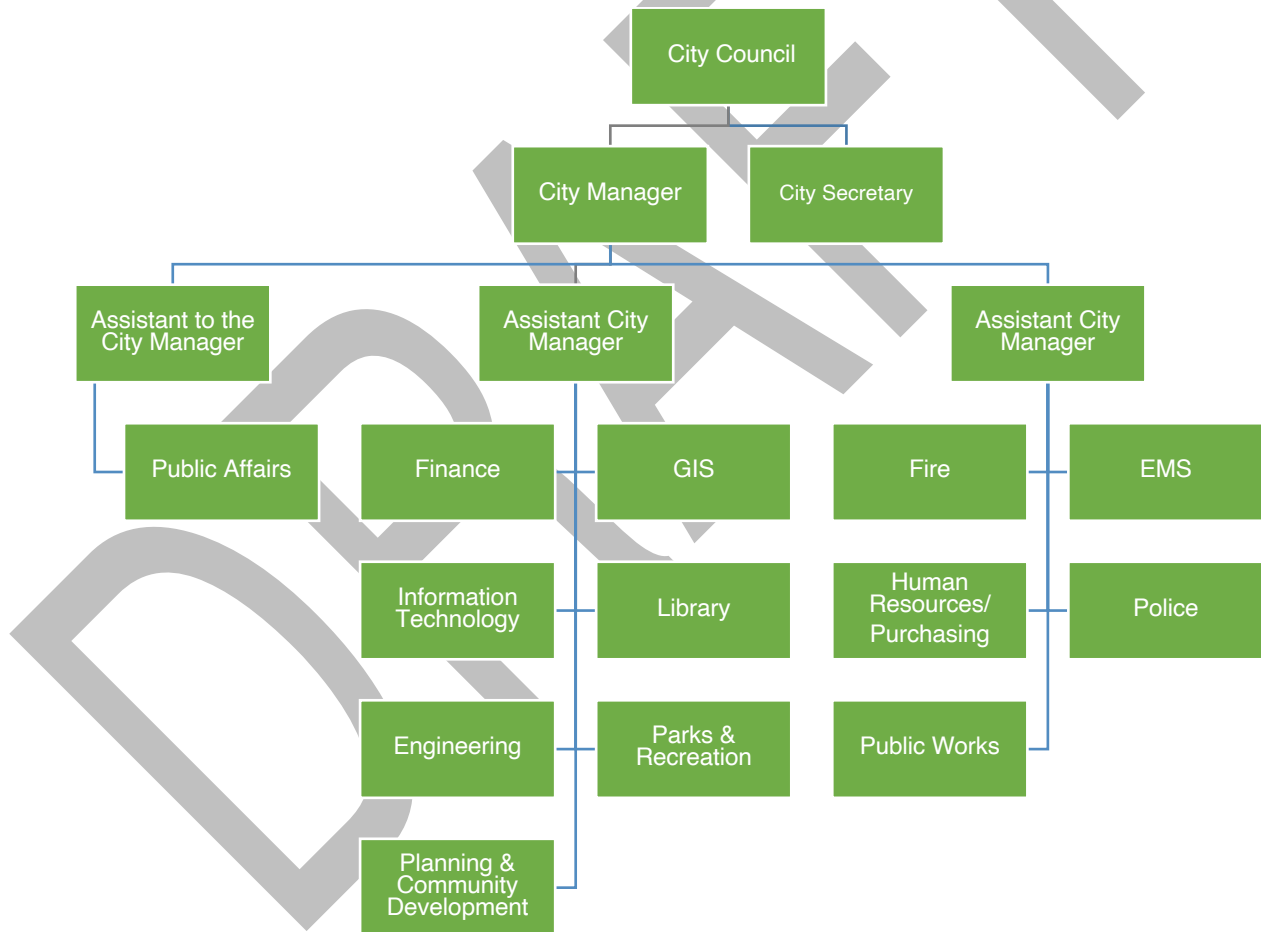 City Council
City Manager
City Secretary
Assistant to the
City Manager
Assistant City
Manager
Assistant City
Manager
Public Affairs
Finance
GIS
Fire
EMS
Information
Technology
Library
Human
Resources/
Purchasing
Police
Engineering
Parks &
Recreation
Public Works
Planning &
Community
Development
DRAFT